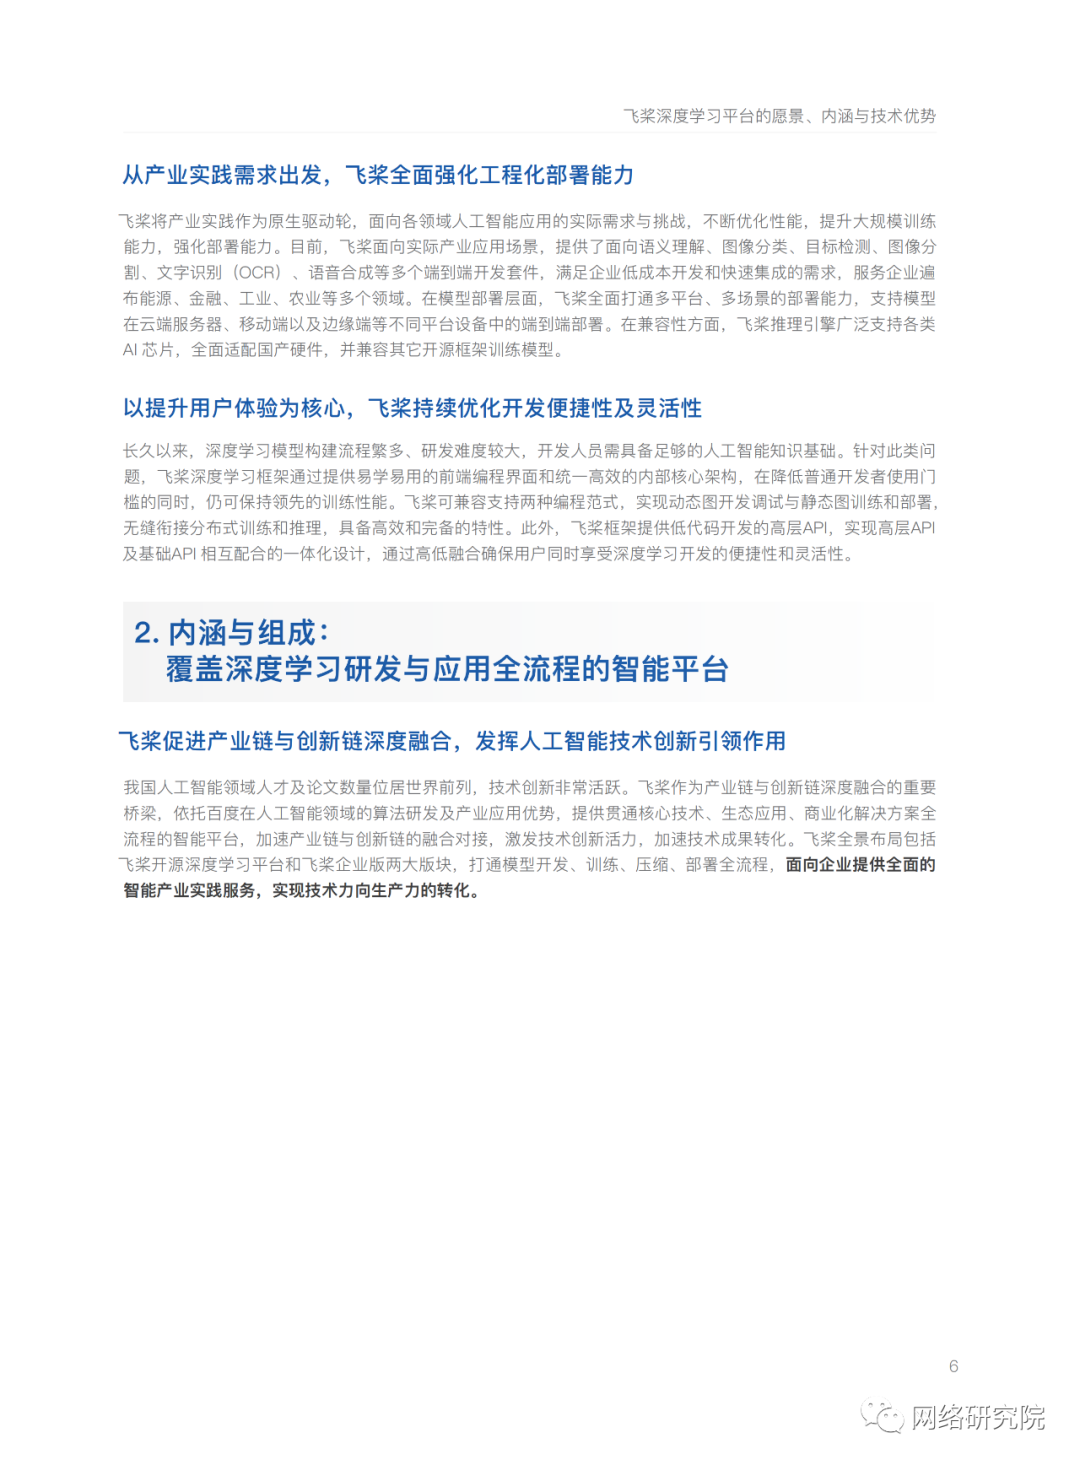 飞桨深度学习平台的愿景、内涵与技术优势
从产业实践需求出发，飞桨全面强化工程化部署能力
飞桨将产业实践作为原生驱动轮，面向各领域人工智能应用的实际需求与挑战，不断优化性能，提升大规模训练
能力，强化部署能力。目前，飞桨面向实际产业应用场景，提供了面向语义理解、图像分类、目标检测、图像分
割、文字识别（OCR）、语音合成等多个端到端开发套件，满足企业低成本开发和快速集成的需求，服务企业遍
布能源、金融、工业、农业等多个领域。在模型部署层面，飞桨全面打通多平台、多场景的部署能力，支持模型
在云端服务器、移动端以及边缘端等不同平台设备中的端到端部署。在兼容性方面，飞桨推理引擎广泛支持各类
AI 芯片，全面适配国产硬件，并兼容其它开源框架训练模型。
以提升用户体验为核心，飞桨持续优化开发便捷性及灵活性
长久以来，深度学习模型构建流程繁多、研发难度较大，开发人员需具备足够的人工智能知识基础。针对此类问
题，飞桨深度学习框架通过提供易学易用的前端编程界面和统一高效的内部核心架构，在降低普通开发者使用门
槛的同时，仍可保持领先的训练性能。飞桨可兼容支持两种编程范式，实现动态图开发调试与静态图训练和部署，
无缝衔接分布式训练和推理，具备高效和完备的特性。此外，飞桨框架提供低代码开发的高层API，实现高层API
及基础API 相互配合的一体化设计，通过高低融合确保用户同时享受深度学习开发的便捷性和灵活性。
2. 内涵与组成：
覆盖深度学习研发与应用全流程的智能平台
飞桨促进产业链与创新链深度融合，发挥人工智能技术创新引领作用
我国人工智能领域人才及论文数量位居世界前列，技术创新非常活跃。飞桨作为产业链与创新链深度融合的重要
桥梁，依托百度在人工智能领域的算法研发及产业应用优势，提供贯通核心技术、生态应用、商业化解决方案全
流程的智能平台，加速产业链与创新链的融合对接，激发技术创新活力，加速技术成果转化。飞桨全景布局包括
飞桨开源深度学习平台和飞桨企业版两大版块，打通模型开发、训练、压缩、部署全流程，面向企业提供全面的
智能产业实践服务，实现技术力向生产力的转化。
6
网络研究院